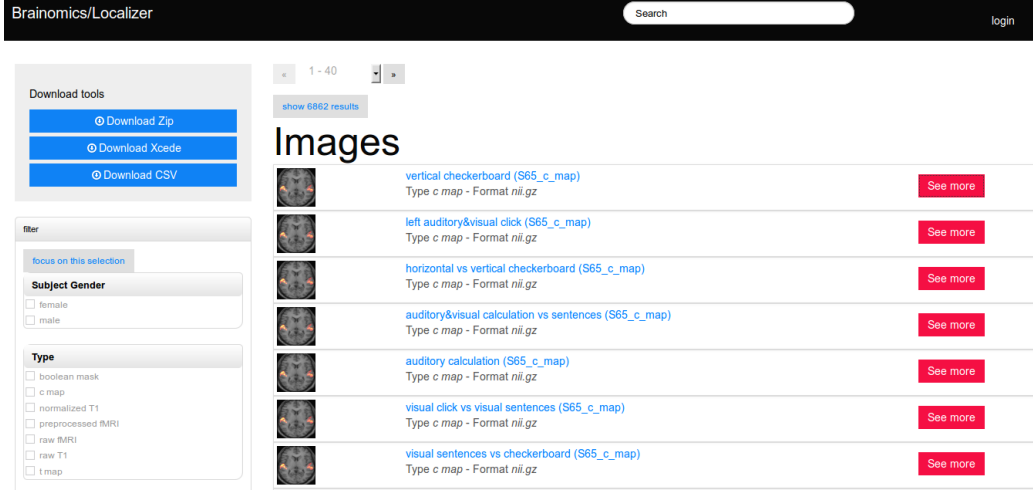 Brainomics/Localizer
Search
login
Download tools
Download Zip
Download Xcede
Download CSV
filter
focus on this selection
Subject Gender
female
male
Type
boolean mask
c map
normalized T1
preprocessed fMRI
raw fMRI
raw T1
t map
« 1 - 40 »
show 6862 results
Images
vertical checkerboard (S65_c_map)
Type c map - Format nii.gz
See more
left auditory&visual click (S65_c_map)
Type c map - Format nii.gz
See more
horizontal vs vertical checkerboard (S65_c_map)
Type c map - Format nii.gz
See more
auditory&visual calculation vs sentences (S65_c_map)
Type c map - Format nii.gz
See more
auditory calculation (S65_c_map)
Type c map - Format nii.gz
See more
visual click vs visual sentences (S65_c_map)
Type c map - Format nii.gz
See more
visual sentences vs checkerboard (S65_c_map)
Type c map - Format nii.gz
See more